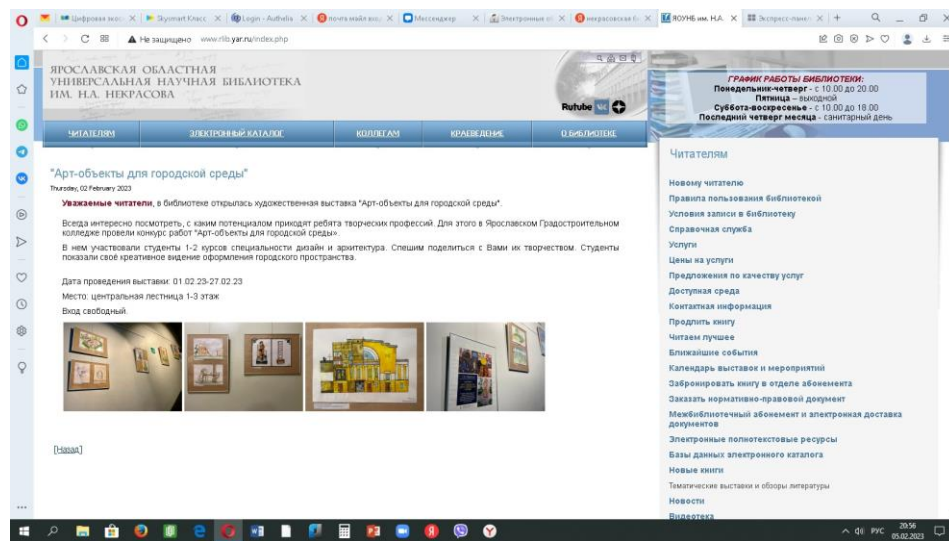 Цифровая экос
Skysmart Класс
Login - Authelia
почта майл вхо
Мессенджер
Электронные об
некрасовская б
ЯОУНБ им. Н.А.
Экспресс-панел
Не защищено www.rlib.yar.ru/index.php
ЯРОСЛАВСКАЯ ОБЛАСТНАЯ
УНИВЕРСАЛЬНАЯ НАУЧНАЯ БИБЛИОТЕКА
ИМ. Н.А. НЕКРАСОВА
Rutube
ГРАФИК РАБОТЫ БИБЛИОТЕКИ:
Понедельник-четверг - с 10.00 до 20.00
Пятница – выходной
Суббота-воскресенье - с 10.00 до 18.00
Последний четверг месяца - санитарный день
ЧИТАТЕЛЯМ
ЭЛЕКТРОННЫЙ КАТАЛОГ
КОЛЛЕГАМ
КРАЕВЕДЕНИЕ
О БИБЛИОТЕКЕ
"Арт-объекты для городской среды"
Thursday, 02 February 2023
Уважаемые читатели, в библиотеке открылась художественная выставка "Арт-объекты для городской среды".
Всегда интересно посмотреть, с каким потенциалом приходят ребята творческих профессий. Для этого в Ярославском Градостроительном
колледже провели конкурс работ "Арт-объекты для городской среды».
В нем участвовали студенты 1-2 курсов специальности дизайн и архитектура. Спешим поделиться с Вами их творчеством. Студенты
показали своё креативное видение оформления городского пространства.
Дата проведения выставки: 01.02.23-27.02.23
Место: центральная лестница 1-3 этаж
Вход свободный.
[Назад]
Читателям
Новому читателю
Правила пользования библиотекой
Условия записи в библиотеку
Справочная служба
Услуги
Цены на услуги
Предложения по качеству услуг
Доступная среда
Контактная информация
Продлить книгу
Читаем лучшее
Ближайшие события
Календарь выставок и мероприятий
Забронировать книгу в отделе абонемента
Заказать нормативно-правовой документ
Межбиблиотечный абонемент и электронная доставка
документов
Электронные полнотекстовые ресурсы
Базы данных электронного каталога
Новые книги
Тематические выставки и обзоры литературы
Новости
Видеотека
РУС
20:56
05.02.2023